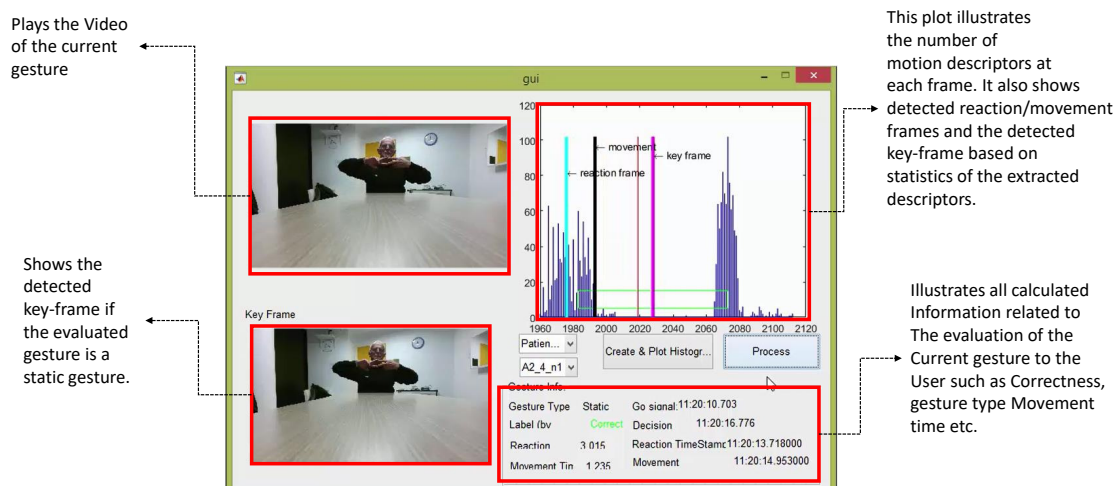 Plays the Video
of the current
gesture
Shows the
detected
key-frame if
the evaluated
gesture is a
static gesture.
gui
Key Frame
120
100
80
60
40
20
0
1960 1980 2000 2020 2040 2060 2080 2100 2120
← movement
← key frame
← reaction frame
Patien...
A2_4_n1
Create & Plot Histogr...
Process
Gesture Info.
Gesture Type Static Go signal: 11:20:10.703
Label (by Correct Decision 11:20:16.776
Reaction 3.015 Reaction TimeStamp 11:20:13.718000
Movement Tim 1.235 Movement 11:20:14.953000
This plot illustrates
the number of
motion descriptors at
each frame. It also shows
detected reaction/movement
frames and the detected
key-frame based on
statistics of the extracted
descriptors.
Illustrates all calculated
Information related to
The evaluation of the
Current gesture to the
User such as Correctness,
gesture type Movement
time etc.